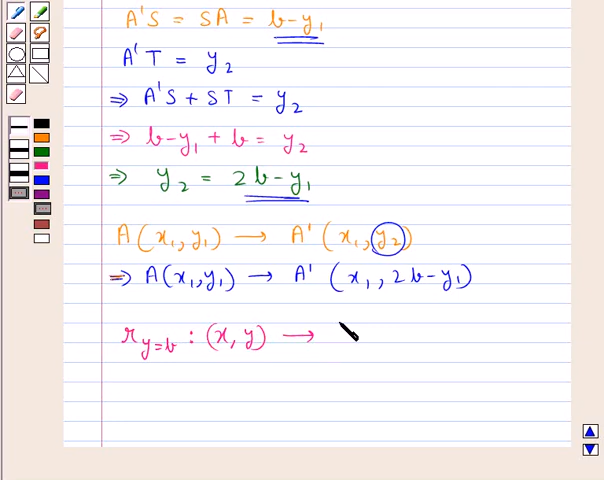 A'S = SA = b-y₁
A'T = y₂
⇒ A'S + ST = y₂
⇒ b-y₁ + b = y₂
⇒ y₂ = 2b-y₁
A(x₁,y₁) → A'(x₁,y₂)
⇒ A(x₁,y₁) → A' (x₁, 2b-y₁)
r_{y=b} : (x, y) →